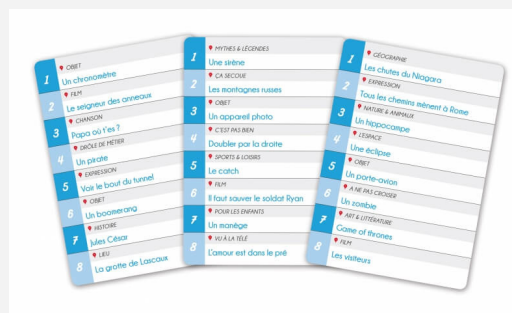 1
OBJET
Un chronomètre
2
FILM
Le seigneur des anneaux
3
CHANSON
Papa où t'es ?
4
DRÔLE DE MÉTIER
Un pirate
5
EXPRESSION
Voir le bout du tunnel
6
OBJET
Un boomerang
7
HISTOIRE
Jules César
8
LIEU
La grotte de Lascaux
1
MYTHES & LÉGENDES
Une sirène
2
ÇA SECOUE
Les montagnes russes
3
OBJET
Un appareil photo
4
C'EST PAS BIEN
Doubler par la droite
5
SPORTS & LOISIRS
Le catch
6
FILM
Il faut sauver le soldat Ryan
7
POUR LES ENFANTS
Un manège
8
VU À LA TÉLÉ
L'amour est dans le pré
1
GÉOGRAPHIE
Les chutes du Niagara
2
EXPRESSION
Tous les chemins mènent à Rome
3
NATURE & ANIMAUX
Un hippocampe
4
L'ESPACE
Une éclipse
5
OBJET
Un porte-avion
6
A NE PAS CROISER
Un zombie
7
ART & LITTÉRATURE
Game of thrones
8
FILM
Les visiteurs